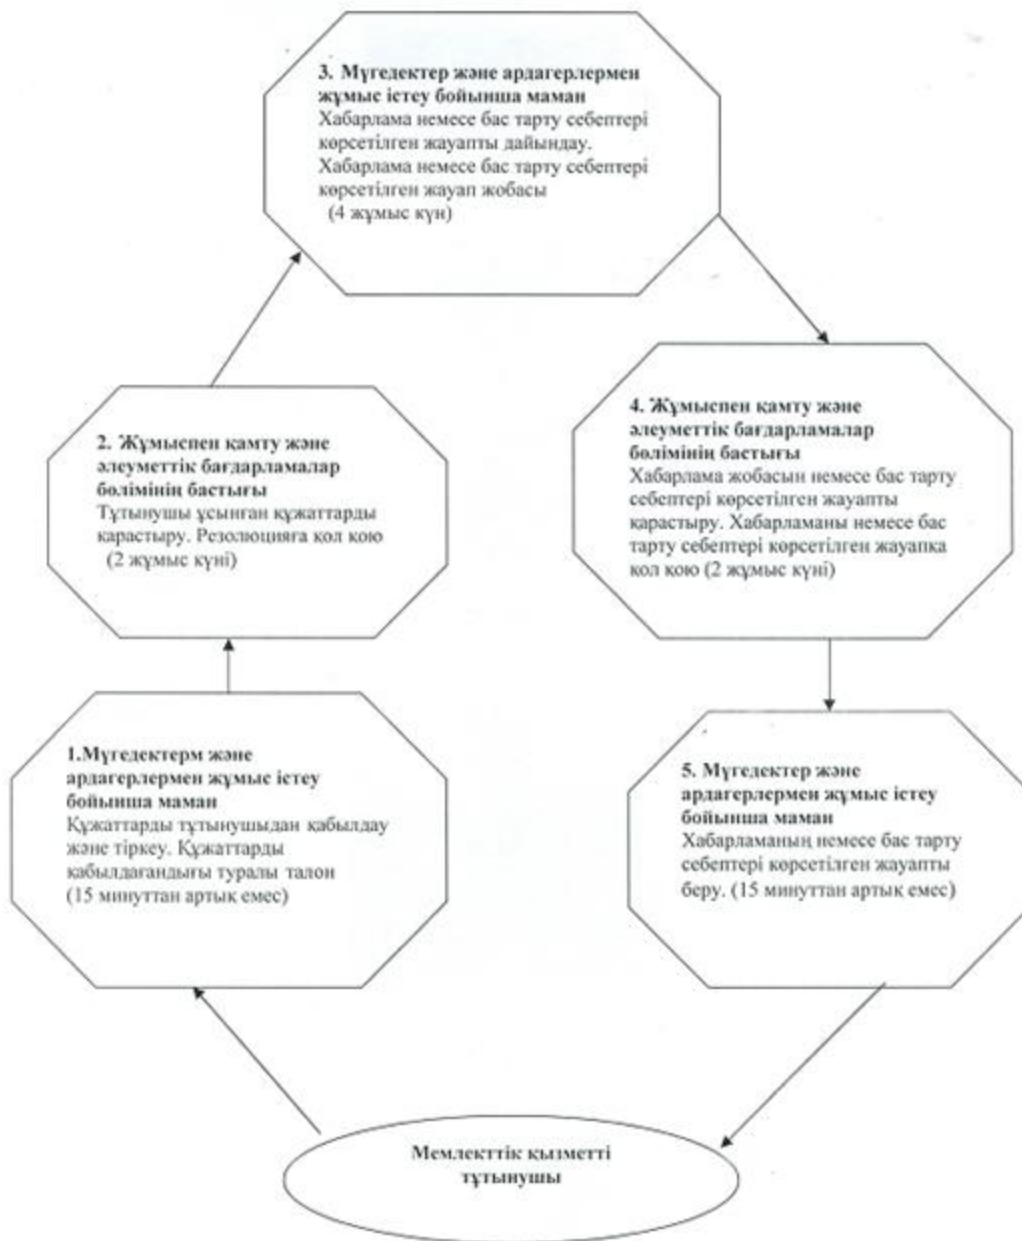 3. Мүгедектер және ардагерлермен
жұмыс істеу бойынша маман
Хабарлама немесе бас тарту себептері
көрсетілген жауапты дайындау.
Хабарлама немесе бас тарту себептері
көрсетілген жауап жобасы
(4 жұмыс күн)
2. Жұмыспен қамту және
әлеуметтік бағдарламалар
бөлімінің бастығы
Тұтынушы ұсынған құжаттарды
қарастыру. Резолюцияға қол қою
(2 жұмыс күні)
4. Жұмыспен қамту және
әлеуметтік бағдарламалар
бөлімінің бастығы
Хабарлама жобасын немесе бас тарту
себептері көрсетілген жауапты
қарастыру. Хабарламаны немесе бас
тарту себептері көрсетілген жауапка
қол қою (2 жұмыс күні)
1.Мүгедектерм және
ардагерлермен жұмыс істеу
бойынша маман
Құжаттарды тұтынушыдан қабылдау
және тіркеу. Құжаттарды
қабылдағандығы туралы талон
(15 минуттан артық емес)
5. Мүгедектер және
ардагерлермен жұмыс істеу
бойынша маман
Хабарламаның немесе бас тарту
себептері көрсетілген жауапты
беру. (15 минуттан артық емес)
Мемлекттік қызметті
тұтынушы